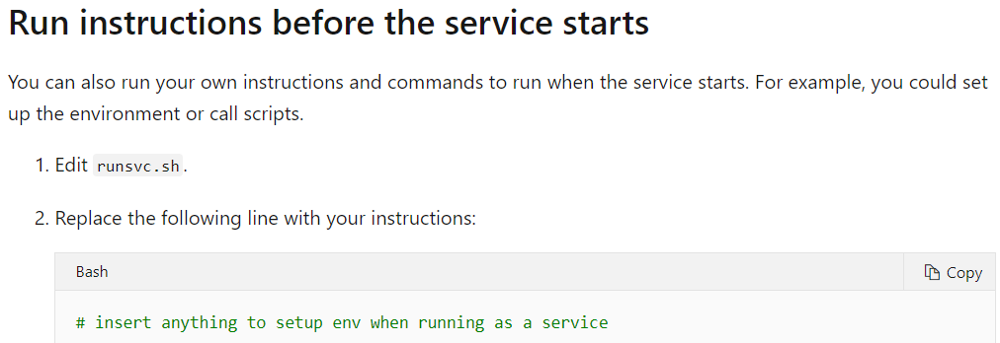 Run instructions before the service starts
You can also run your own instructions and commands to run when the service starts. For example, you could set
up the environment or call scripts.
1. Edit runsvc.sh.
2. Replace the following line with your instructions:
Bash
Copy
# insert anything to setup env when running as a service